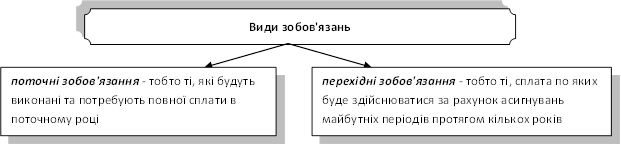 Види зобов'язань
поточні зобов'язання - тобто ті, які будуть
виконані та потребують повної сплати в
поточному році
перехідні зобов'язання - тобто ті, сплата по яких
буде здійснюватися за рахунок асигнувань
майбутніх періодів протягом кількох років